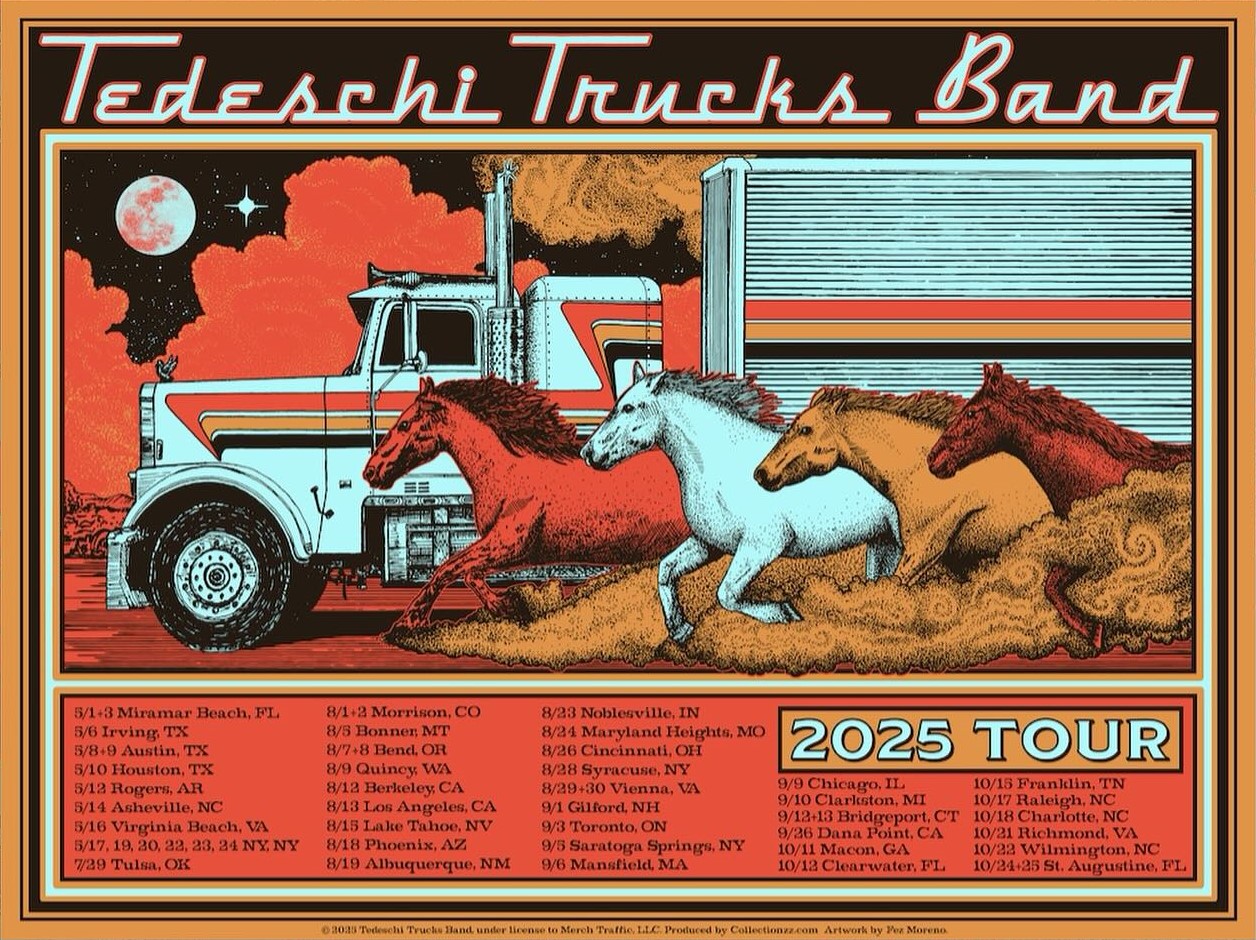 Tedeschi Trucks Band
5/1+3 Miramar Beach, FL
5/6 Irving, TX
5/8+9 Austin, TX
5/10 Houston, TX
5/12 Rogers, AR
5/14 Asheville, NC
5/16 Virginia Beach, VA
5/17, 19, 20, 22, 23, 24 NY, NY
7/29 Tulsa, OK
8/1+2 Morrison, CO
8/5 Bonner, MT
8/7+8 Bend, OR
8/9 Quincy, WA
8/12 Berkeley, CA
8/13 Los Angeles, CA
8/15 Lake Tahoe, NV
8/18 Phoenix, AZ
8/19 Albuquerque, NM
8/23 Noblesville, IN
8/24 Maryland Heights, MO
8/26 Cincinnati, OH
8/28 Syracuse, NY
8/29+30 Vienna, VA
9/1 Gilford, NH
9/3 Toronto, ON
9/5 Saratoga Springs, NY
9/6 Mansfield, MA
2025 TOUR
9/9 Chicago, IL
9/10 Clarkston, MI
9/12+13 Bridgeport, CT
9/26 Dana Point, CA
10/11 Macon, GA
10/12 Clearwater, FL
10/15 Franklin, TN
10/17 Raleigh, NC
10/18 Charlotte, NC
10/21 Richmond, VA
10/22 Wilmington, NC
10/24+25 St. Augustine, FL
© 2025 Tedeschi Trucks Band, under license to Merch Traffic, LLC. Produced by Collectionzz.com Artwork by Fez Moreno.